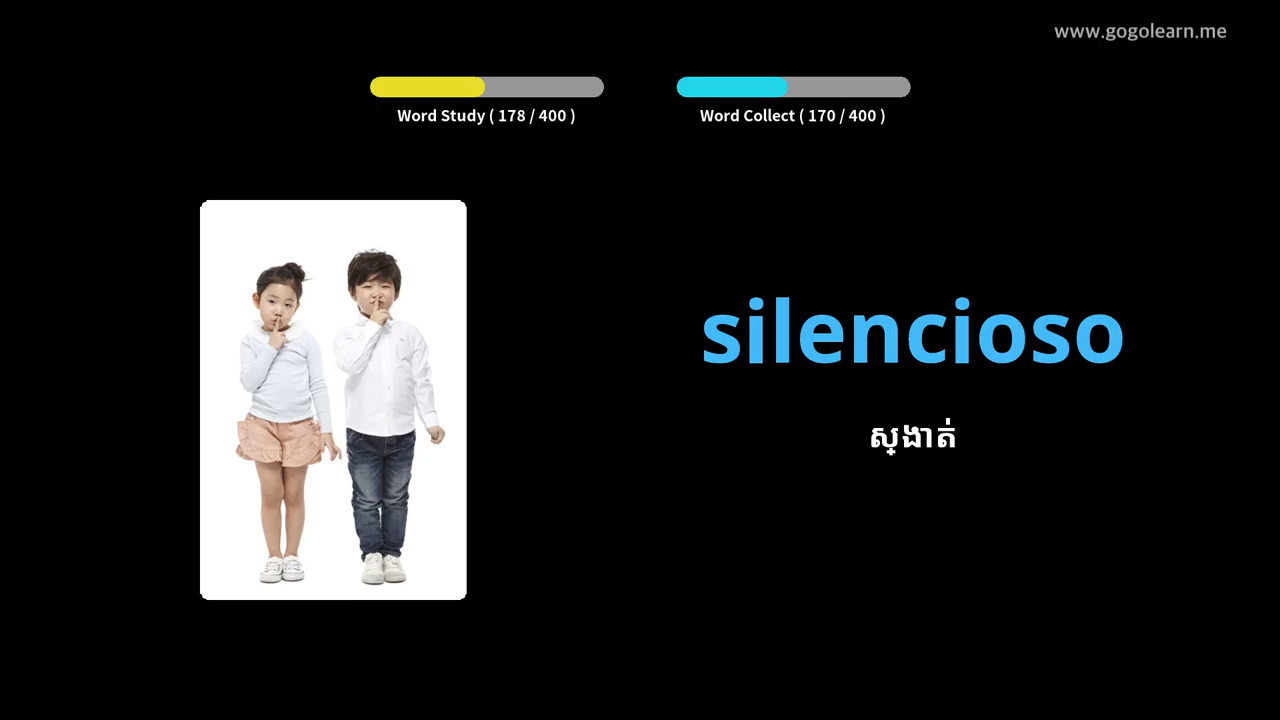 www.gogolearn.me
Word Study ( 178 / 400 )
Word Collect ( 170 / 400 )
silencioso
ស្ងាត់